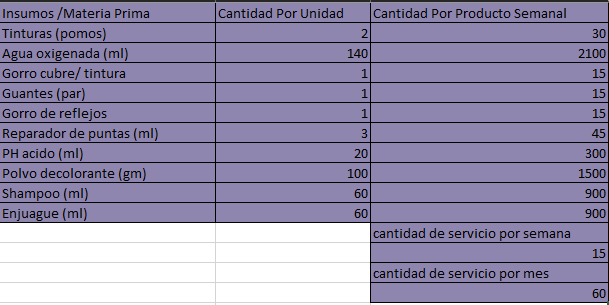 Insumos /Materia Prima Cantidad Por Unidad Cantidad Por Producto Semanal
Tinturas (pomos) 2 30
Agua oxigenada (ml) 140 2100
Gorro cubre/ tintura 1 15
Guantes (par) 1 15
Gorro de reflejos 1 15
Reparador de puntas (ml) 3 45
PH acido (ml) 20 300
Polvo decolorante (gm) 100 1500
Shampoo (ml) 60 900
Enjuague (ml) 60 900
cantidad de servicio por semana
15
cantidad de servicio por mes
60